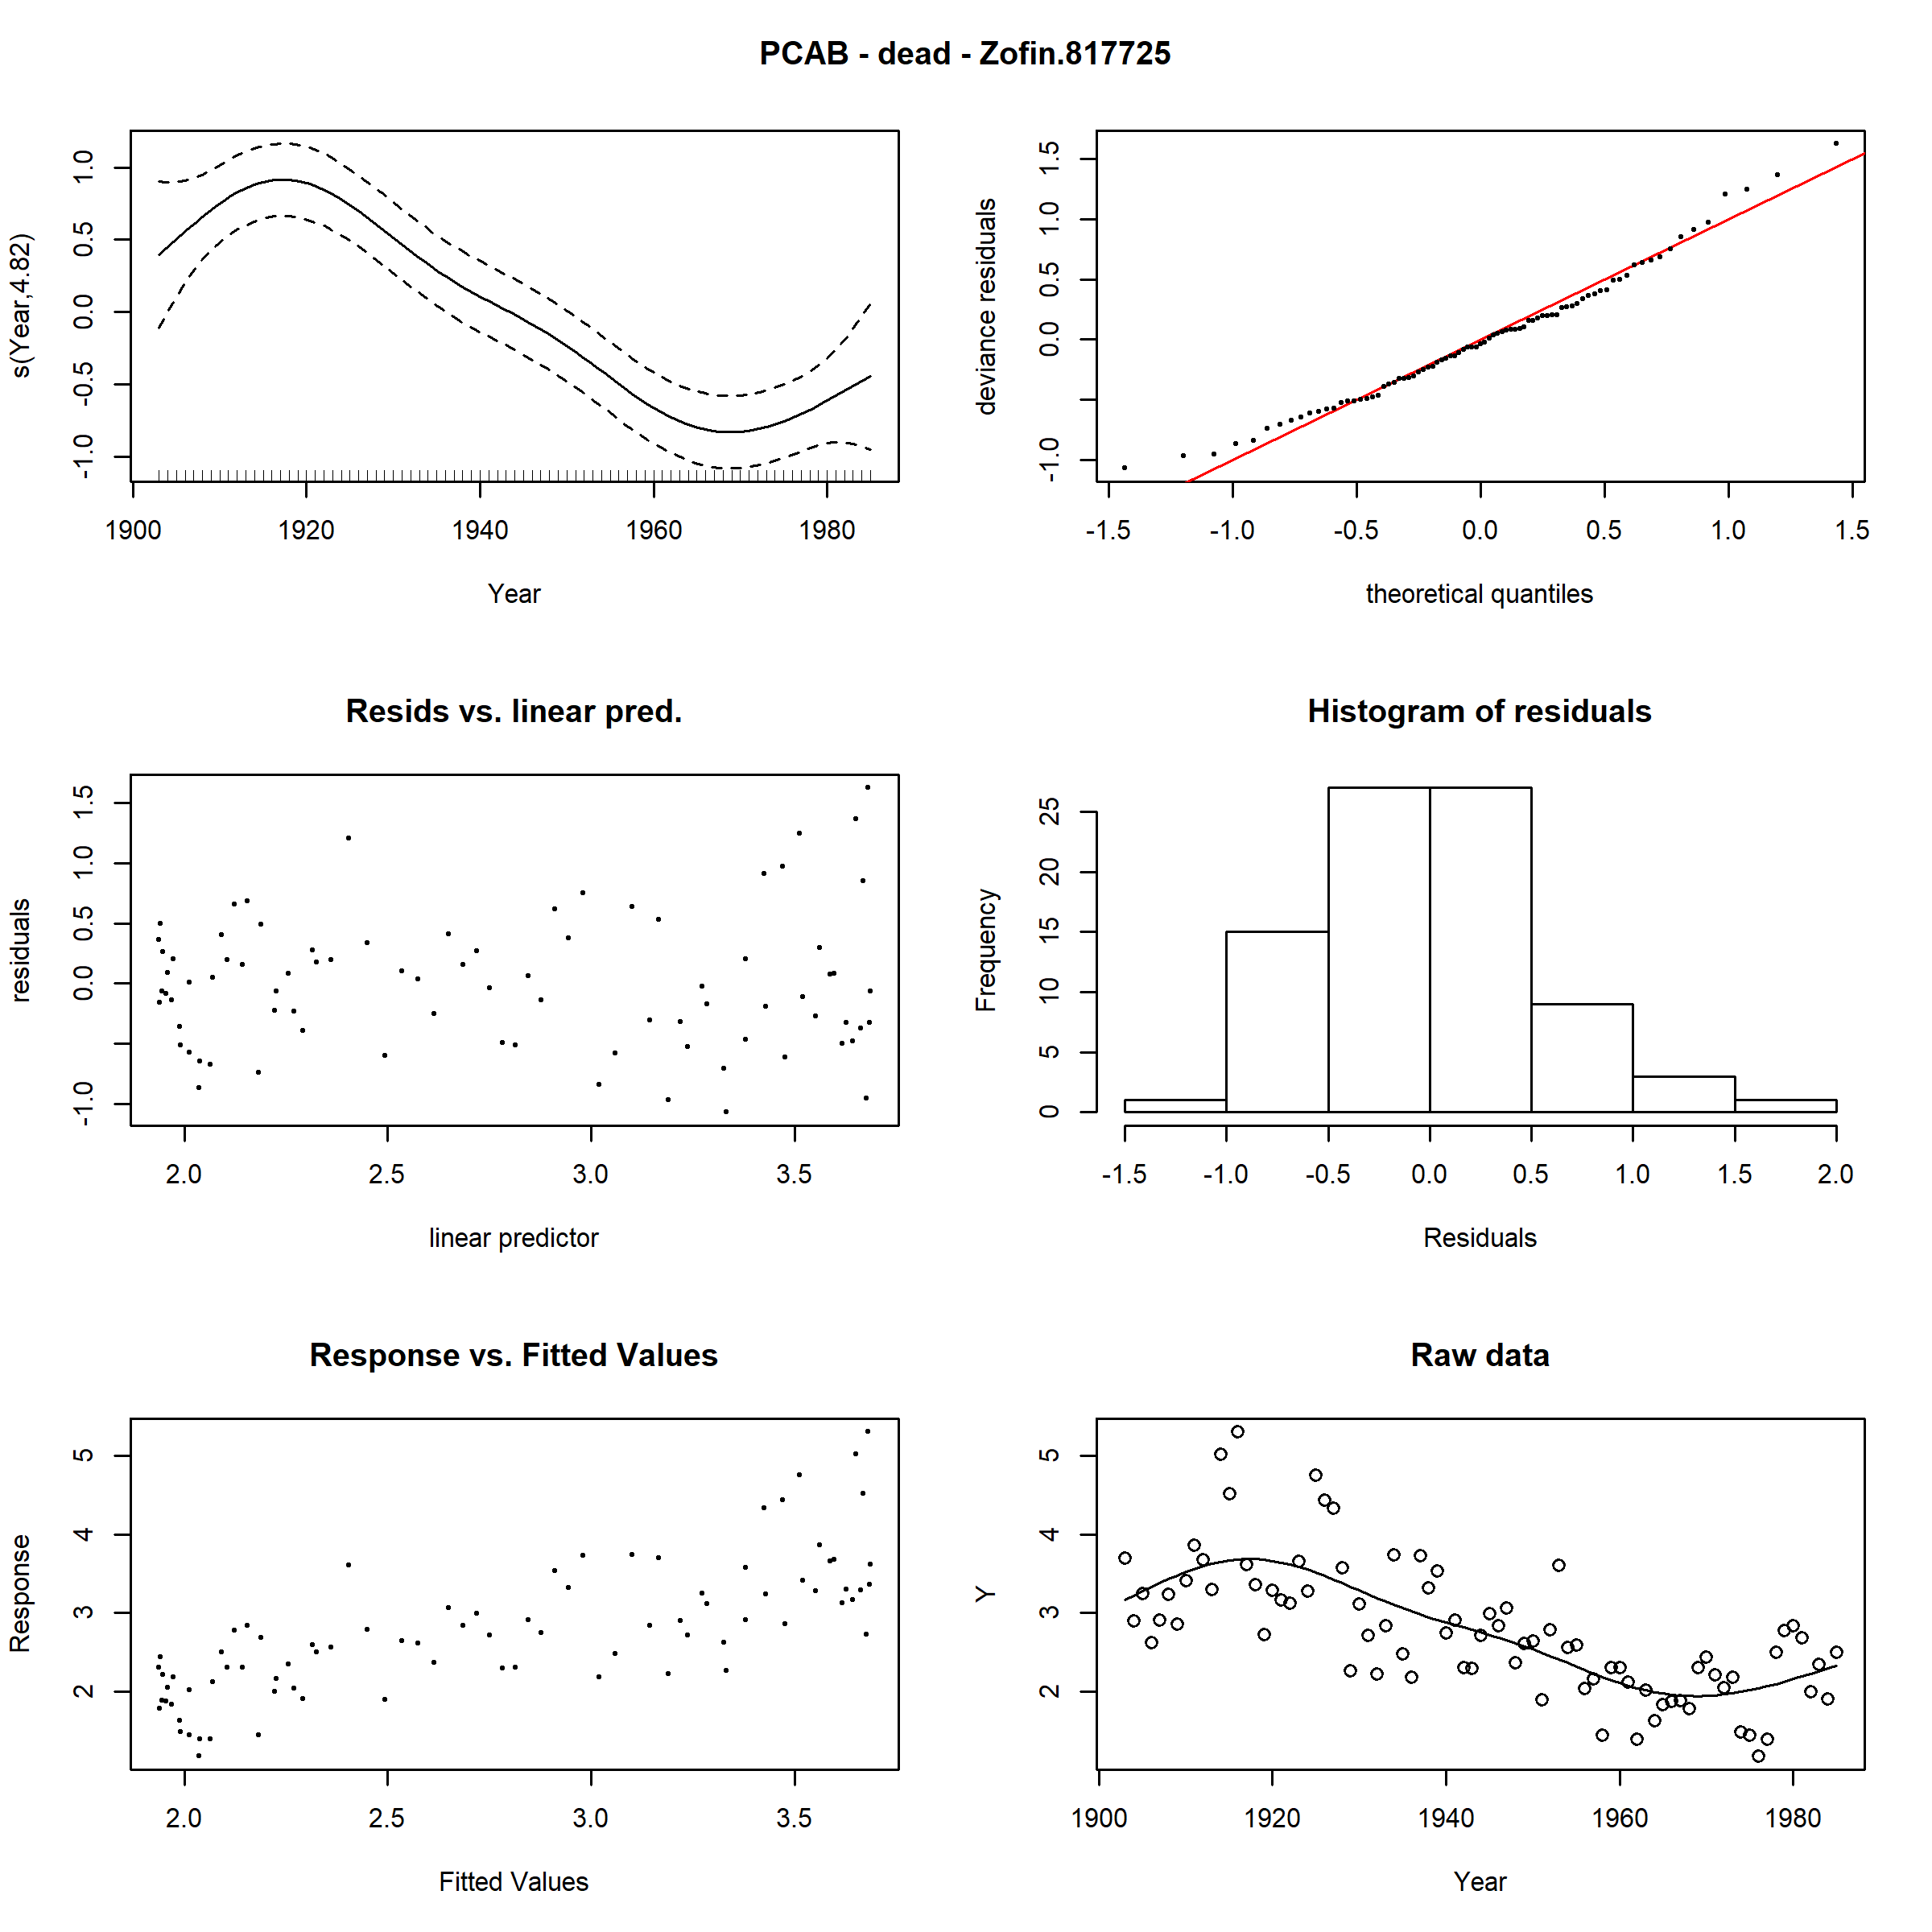 PCAB - dead - Zofin.817725
s(Year,4.82)
1.0
0.5
0.0
-0.5
-1.0
1900 1920 1940 1960 1980
Year
deviance residuals
1.5
1.0
0.5
0.0
-1.0
-1.5 -1.0 -0.5 0.0 0.5 1.0 1.5
theoretical quantiles
Resids vs. linear pred.
residuals
1.5
1.0
0.5
0.0
-1.0
2.0 2.5 3.0 3.5
linear predictor
Histogram of residuals
Frequency
25
20
15
10
5
0
-1.5 -1.0 -0.5 0.0 0.5 1.0 1.5 2.0
Residuals
Response vs. Fitted Values
Response
5
4
3
2
2.0 2.5 3.0 3.5
Fitted Values
Raw data
Y
5
4
3
2
1900 1920 1940 1960 1980
Year